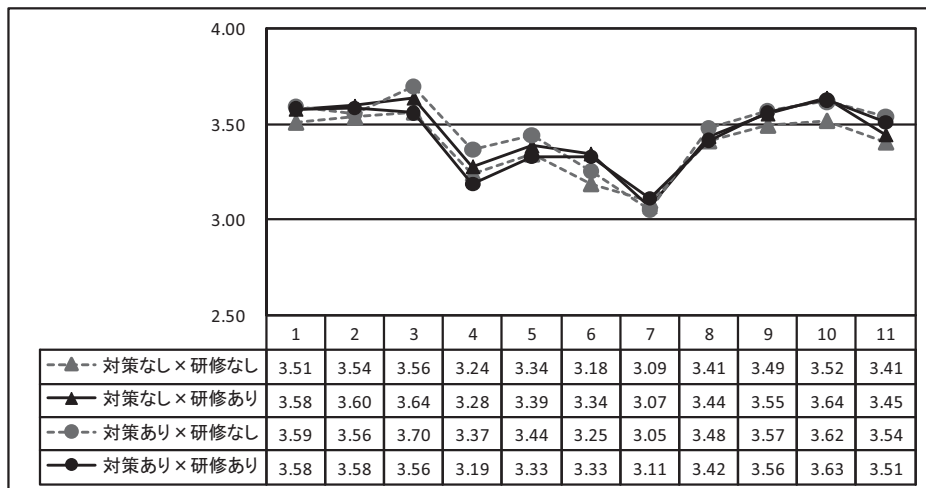 4.00
3.50
3.00
2.50
1 2 3 4 5 6 7 8 9 10 11
対策なし×研修なし 3.51 3.54 3.56 3.24 3.34 3.18 3.09 3.41 3.49 3.52 3.41
対策なし×研修あり 3.58 3.60 3.64 3.28 3.39 3.34 3.07 3.44 3.55 3.64 3.45
対策あり×研修なし 3.59 3.56 3.70 3.37 3.44 3.25 3.05 3.48 3.57 3.62 3.54
対策あり×研修あり 3.58 3.58 3.56 3.19 3.33 3.33 3.11 3.42 3.56 3.63 3.51